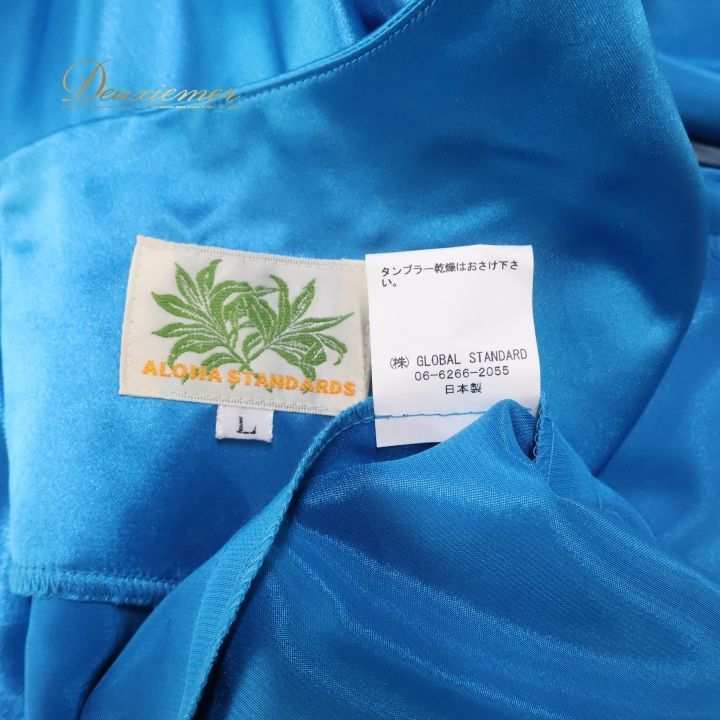 Deuxiemer
タンブラー乾燥はおさけ下さ
い。
(株) GLOBAL STANDARD
06-6266-2055
日本製
ALOHA STANDARDS
L